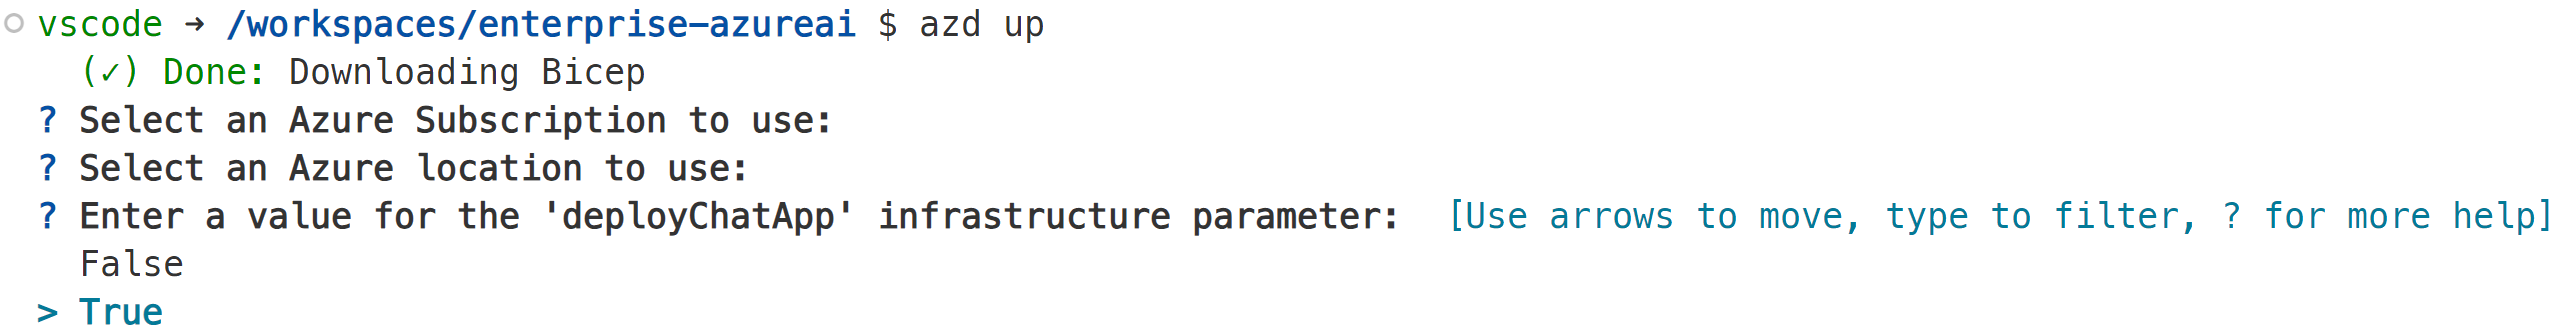 vscode ➜ /workspaces/enterprise-azureai $ azd up
(✓) Done: Downloading Bicep
? Select an Azure Subscription to use:
? Select an Azure location to use:
? Enter a value for the 'deployChatApp' infrastructure parameter:  [Use arrows to move, type to filter, ? for more help]
False
> True